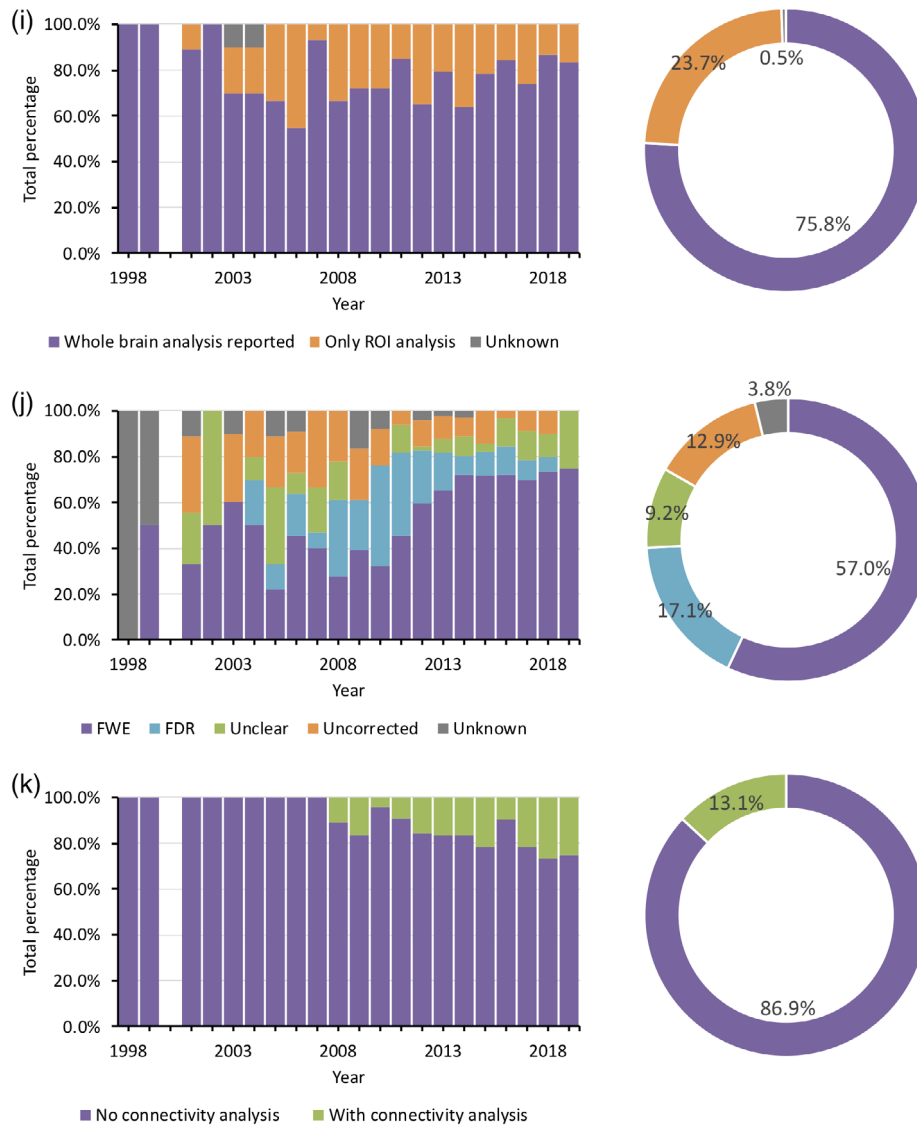 (i)
100.0%
80.0%
60.0%
40.0%
20.0%
0.0%
Total percentage
1998 2003 2008 2013 2018
Year
Whole brain analysis reported Only ROI analysis Unknown
23.7%
0.5%
75.8%
(j)
100.0%
80.0%
60.0%
40.0%
20.0%
0.0%
Total percentage
1998 2003 2008 2013 2018
Year
FWE FDR Unclear Uncorrected Unknown
3.8%
12.9%
9.2%
57.0%
17.1%
(k)
100.0%
80.0%
60.0%
40.0%
20.0%
0.0%
Total percentage
1998 2003 2008 2013 2018
Year
No connectivity analysis With connectivity analysis
13.1%
86.9%